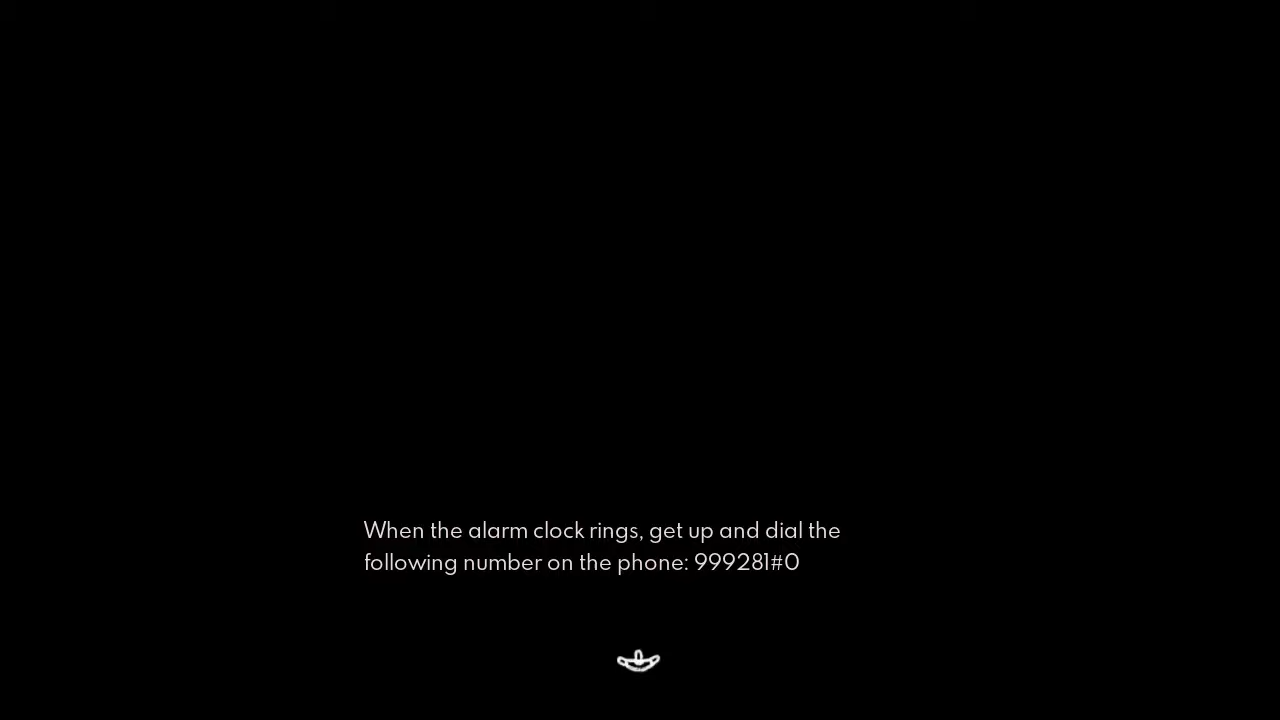 When the alarm clock rings, get up and dial the
following number on the phone: 999281#0